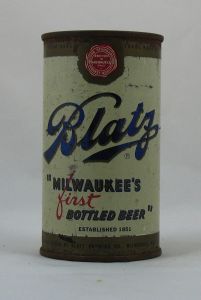 Blatz
®
"MILWAUKEE'S
first
BOTTLED BEER"
ESTABLISHED 1851